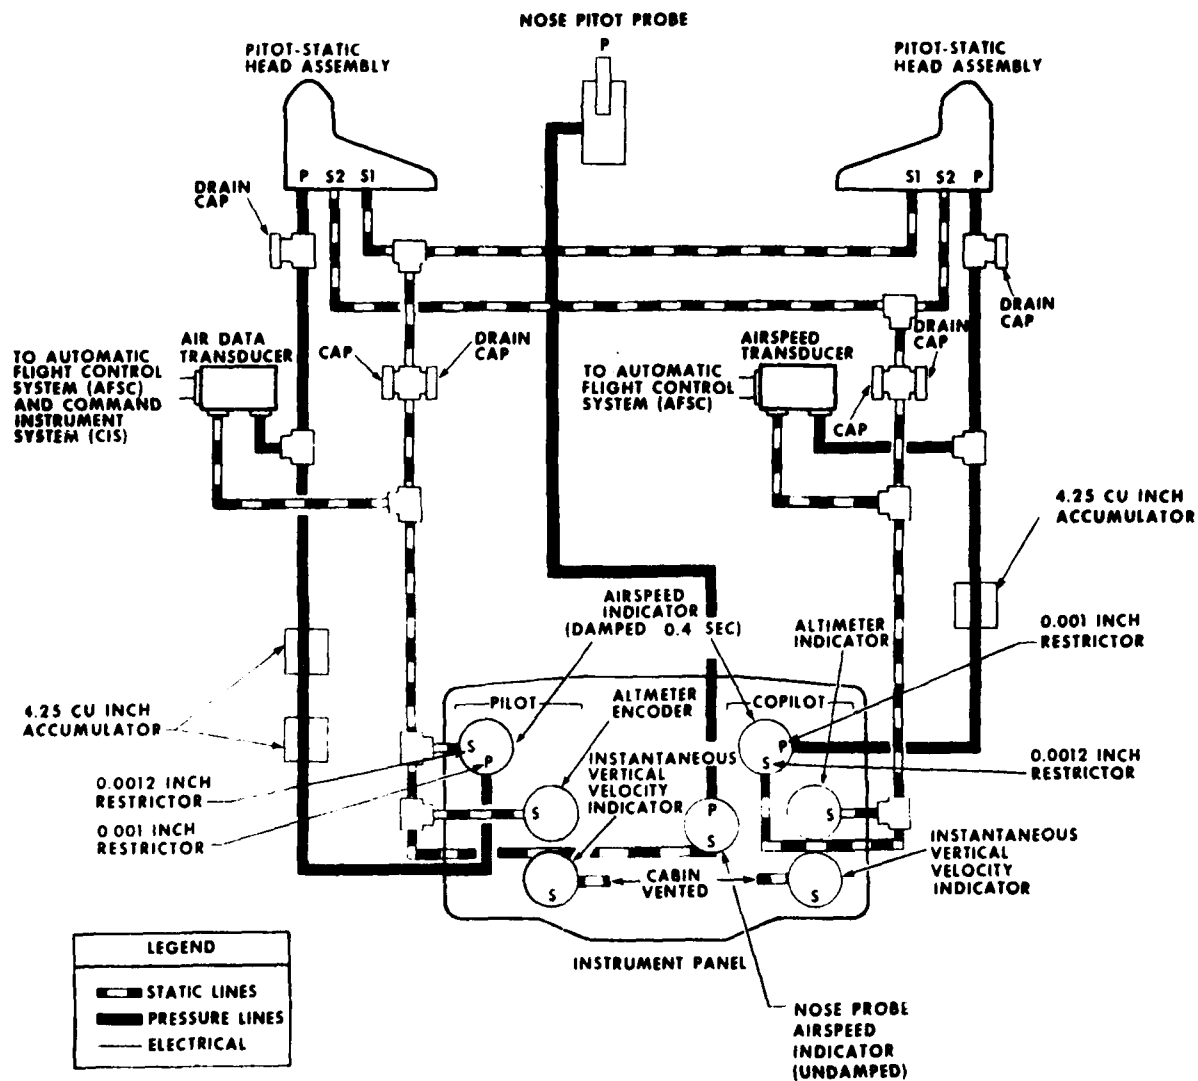 NOSE PITOT PROBE
P
PITOT-STATIC
HEAD ASSEMBLY
PITOT-STATIC
HEAD ASSEMBLY
P S2 S1
S1 S2 P
DRAIN
CAP
DRAIN
CAP
AIR DATA
TRANSDUCER
TO AUTOMATIC
FLIGHT CONTROL
SYSTEM (AFSC)
AND COMMAND
INSTRUMENT
SYSTEM (CIS)
CAP
DRAIN
CAP
AIRSPEED
TRANSDUCER
TO AUTOMATIC
FLIGHT CONTROL
SYSTEM (AFSC)
DRAIN
CAP
CAP
4.25 CU INCH
ACCUMULATOR
AIRSPEED
INDICATOR
(DAMPED 0.4 SEC)
ALTIMETER
INDICATOR
0.001 INCH
RESTRICTOR
PILOT
ALTMETER
ENCODER
COPILOT
4.25 CU INCH
ACCUMULATOR
S
P
P
S
INSTANTANEOUS
VERTICAL
VELOCITY
INDICATOR
0.0012 INCH
RESTRICTOR
0.0012 INCH
RESTRICTOR
0.001 INCH
RESTRICTOR
S
P
S
S
INSTANTANEOUS
VERTICAL
VELOCITY
INDICATOR
S
CABIN
VENTED
S
INSTRUMENT PANEL
LEGEND
STATIC LINES
PRESSURE LINES
ELECTRICAL
NOSE PROBE
AIRSPEED
INDICATOR
(UNDAMPED)